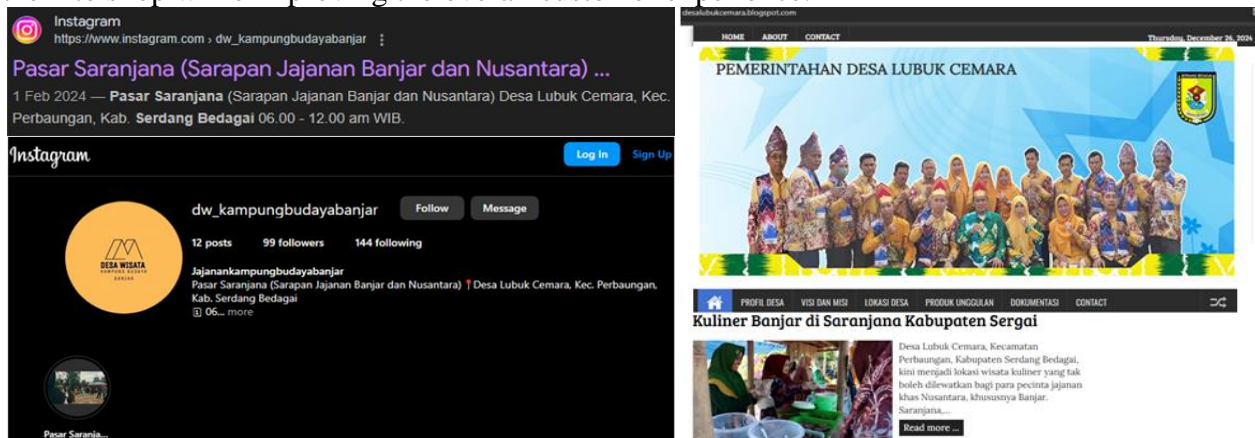 Instagram
https://www.instagram.com › dw_kampungbudayabanjar
Pasar Saranjana (Sarapan Jajanan Banjar dan Nusantara) ...
1 Feb 2024 — Pasar Saranjana (Sarapan Jajanan Banjar dan Nusantara) Desa Lubuk Cemara, Kec.
Perbaungan, Kab. Serdang Bedagai 06.00 - 12.00 am WIB.
Instagram
Log In
Sign Up
dw_kampungbudayabanjar
Follow
Message
12 posts
99 followers
144 following
DESA WISATA
KAMPUNG BUDAYA
BANJAR
Jajanankampungbudayabanjar
Pasar Saranjana (Sarapan Jajanan Banjar dan Nusantara) 📍Desa Lubuk Cemara, Kec. Perbaungan,
Kab. Serdang Bedagai
06... more
Pasar Saranja...
desalubukcemara.blogspot.com
HOME
ABOUT
CONTACT
Thursday, December 26, 2024
PEMERINTAHAN DESA LUBUK CEMARA
PROFIL DESA
VISI DAN MISI
LOKASI DESA
PRODUK UNGGULAN
DOKUMENTASI
CONTACT
Kuliner Banjar di Saranjana Kabupaten Sergai
Desa Lubuk Cemara, Kecamatan
Perbaungan, Kabupaten Serdang Bedagai,
kini menjadi lokasi wisata kuliner yang tak
boleh dilewatkan bagi para pecinta jajanan
khas Nusantara, khususnya Banjar.
Saranjana,...
Read more ...